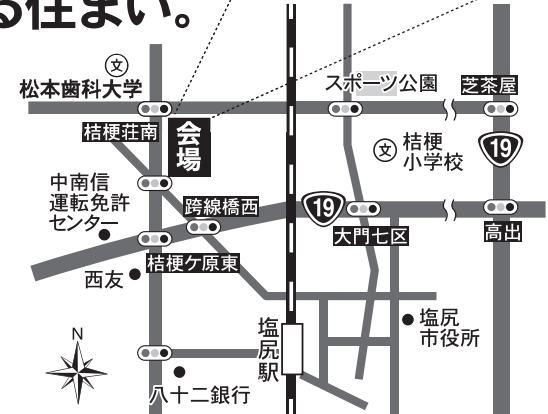 る住まい。
文
松本歯科大学
スポーツ公園
芝茶屋
桔梗荘南
会場
文
桔梗
小学校
19
中南信
運転免許
センター
跨線橋西
19
大門七区
高出
桔梗ケ原東
西友
塩尻駅
塩尻
市役所
N
八十二銀行